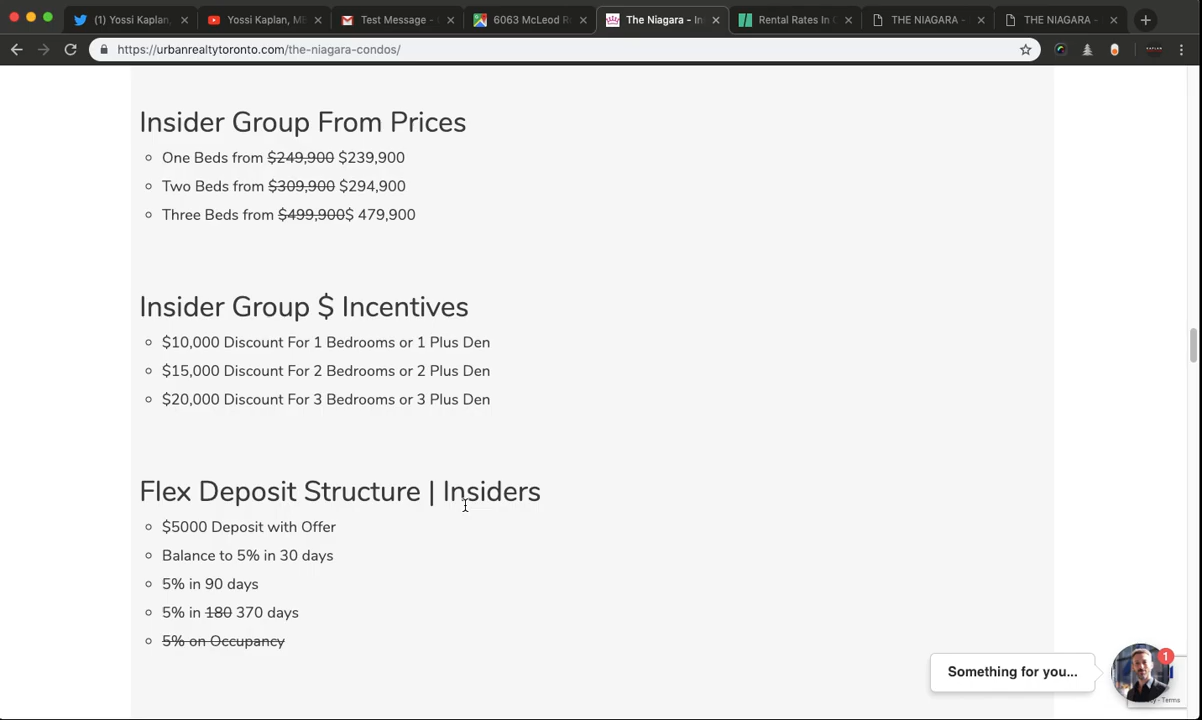 (1) Yossi Kaplan,
Yossi Kaplan, M
Test Message -
6063 McLeod R
The Niagara - In
Rental Rates In
THE NIAGARA -
THE NIAGARA -
https://urbanrealtytoronto.com/the-niagara-condos/
Insider Group From Prices
One Beds from $249,900 $239,900
Two Beds from $309,900 $294,900
Three Beds from $499,900$ 479,900
Insider Group $ Incentives
$10,000 Discount For 1 Bedrooms or 1 Plus Den
$15,000 Discount For 2 Bedrooms or 2 Plus Den
$20,000 Discount For 3 Bedrooms or 3 Plus Den
Flex Deposit Structure | Insiders
$5000 Deposit with Offer
Balance to 5% in 30 days
5% in 90 days
5% in 180 370 days
5% on Occupancy
Something for you...
1
- Terms